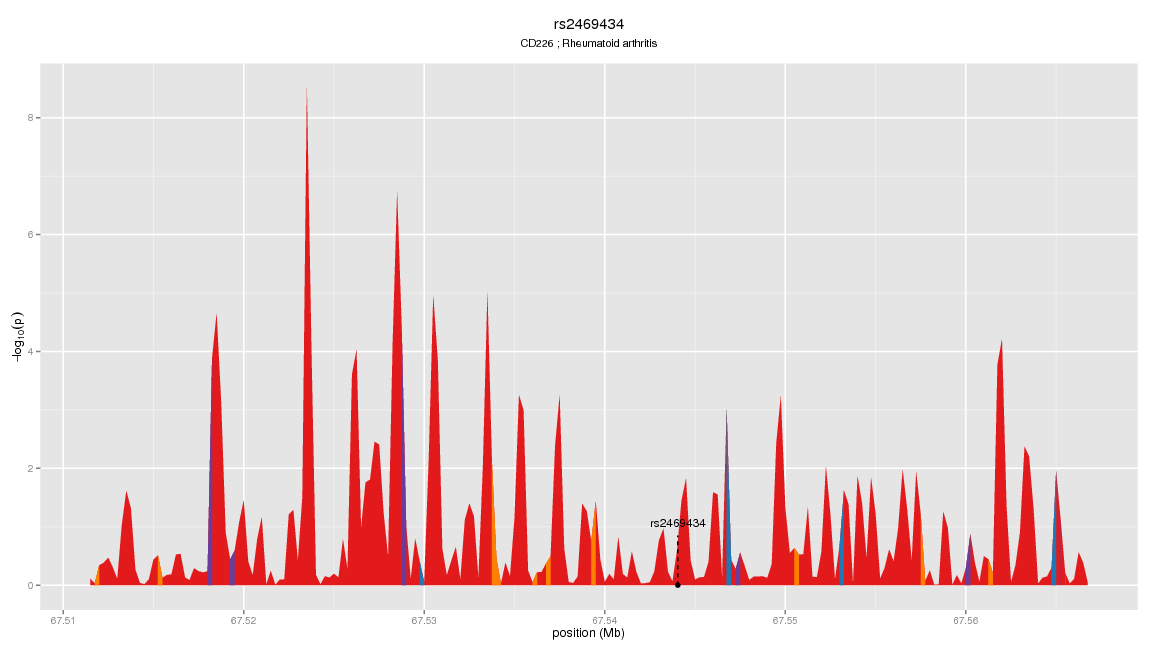 rs2469434
CD226 ; Rheumatoid arthritis
8
6
4
2
0
−log₁₀(p)
rs2469434
67.51 67.52 67.53 67.54 67.55 67.56
position (Mb)